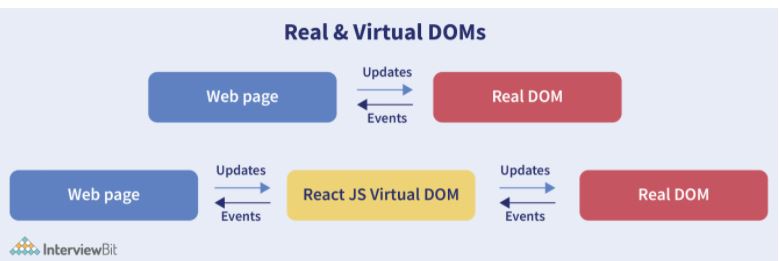 Real & Virtual DOMs
Updates
Web page
Real DOM
Events
Updates
Updates
Web page
React JS Virtual DOM
Real DOM
Events
Events
InterviewBit